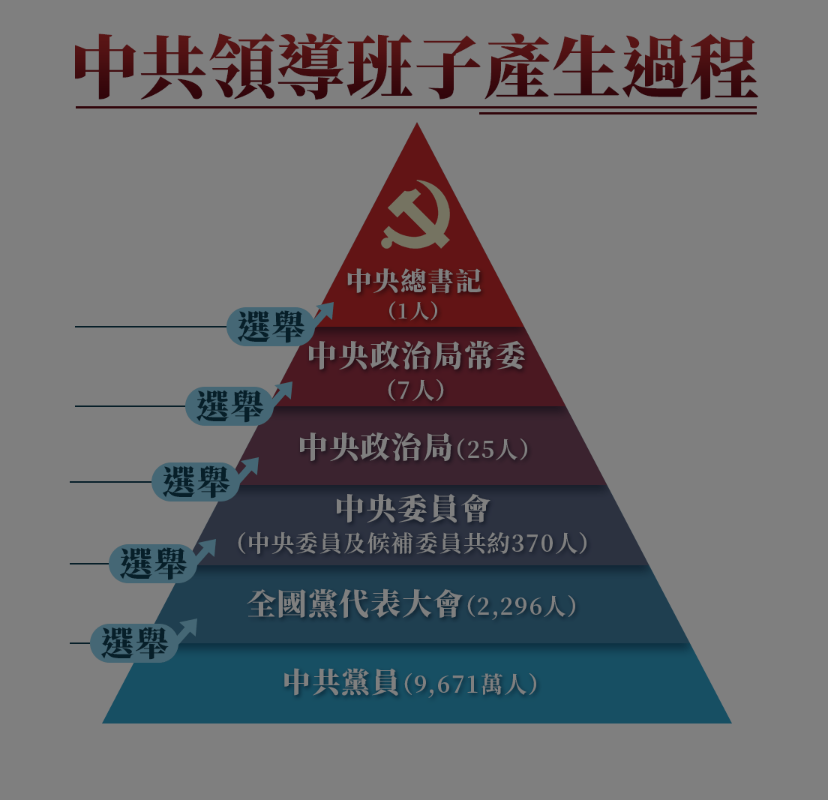 中共領導班子產生過程
中央總書記
（1人）
選舉
中央政治局常委
（7人）
選舉
中央政治局（25人）
選舉
中央委員會
（中央委員及候補委員共約370人）
選舉
全國黨代表大會（2,296人）
選舉
中共黨員（9,671萬人）